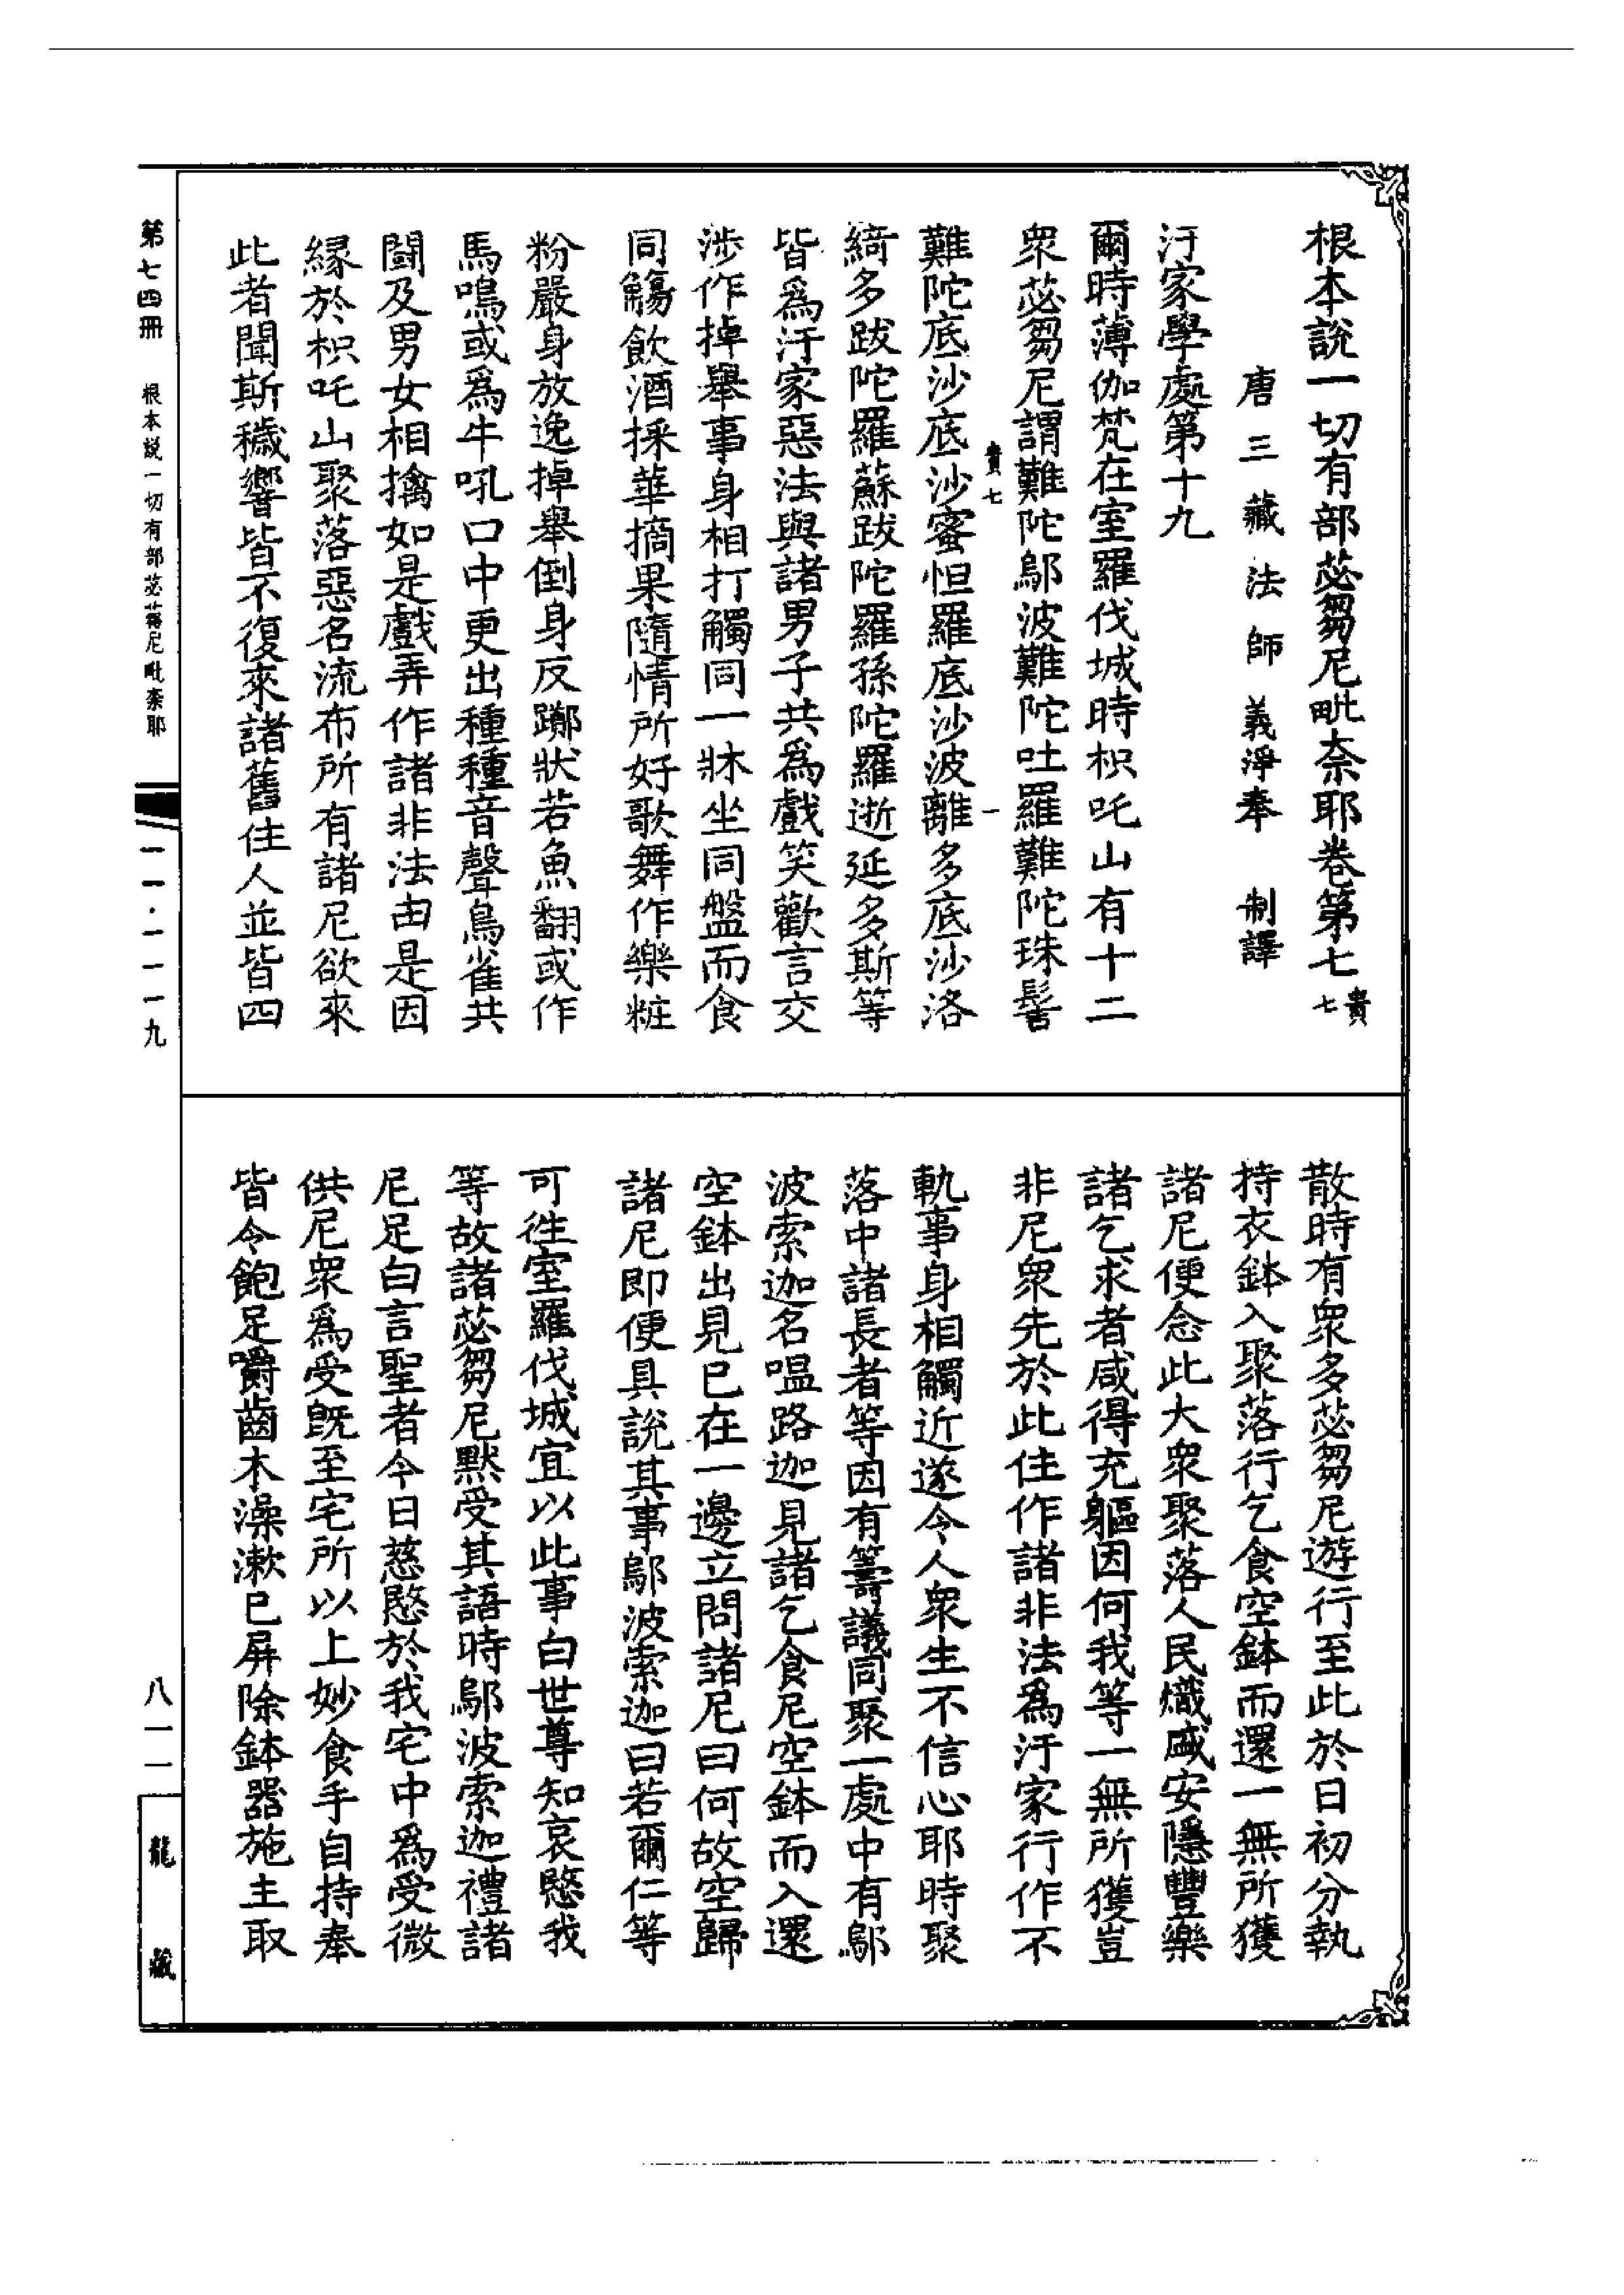 根本說一切有部苾芻尼毗奈耶卷第七 貴七
唐三藏法師義淨奉 制譯
汙家學處第十九
爾時薄伽梵在室羅伐城時枳吒山有十二
眾苾芻尼謂難陀鄔波難陀吐羅難陀珠髻
貴七 一
難陀底沙底沙蜜怛羅底沙波離多底沙洛
綺多跋陀羅蘇跋陀羅孫陀羅逝延多斯等
皆爲汙家惡法與諸男子共爲戲笑歡言交
涉作掉舉事身相打觸同一牀坐同盤而食
同觴飲酒採華摘果隨情所好歌舞作樂粧
粉嚴身放逸掉舉倒身反躑狀若魚翻或作
馬鳴或爲牛吼口中更出種種音聲鳥雀共
鬪及男女相擒如是戲弄作諸非法由是因
緣於枳吒山聚落惡名流布所有諸尼欲來
此者聞斯穢響皆不復來諸舊住人並皆四
散時有眾多苾芻尼遊行至此於日初分執
持衣鉢入聚落行乞食空鉢而還一無所獲
諸尼便念此大眾聚落人民熾盛安隱豐樂
諸乞求者咸得充軀因何我等一無所獲豈
非尼眾先於此住作諸非法爲汙家行作不
軌事身相觸近遂令人眾生不信心耶時聚
落中諸長者等因有籌議同聚一處中有鄔
波索迦名嗢路迦見諸乞食尼空鉢而入還
空鉢出見已在一邊立問諸尼曰何故空歸
諸尼即便具說其事鄔波索迦曰若爾仁等
可往室羅伐城宜以此事白世尊知哀愍我
等故諸苾芻尼默受其語時鄔波索迦禮諸
尼足白言聖者今日慈愍於我宅中爲受微
供尼眾爲受既至宅所以上妙食手自持奉
皆令飽足嚼齒木澡漱已屏除鉢器施主取
第七四冊 根本說一切有部苾蒭尼毗奈耶 一一·一一一九
八一一 龍藏